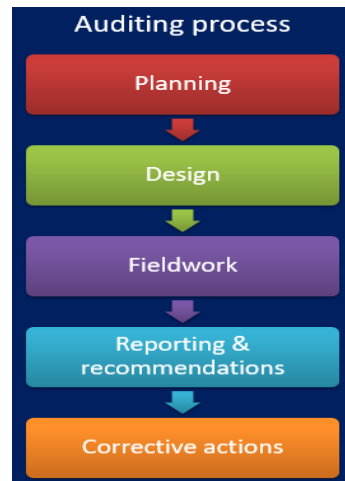 Auditing process
Planning
Design
Fieldwork
Reporting &
recommendations
Corrective actions